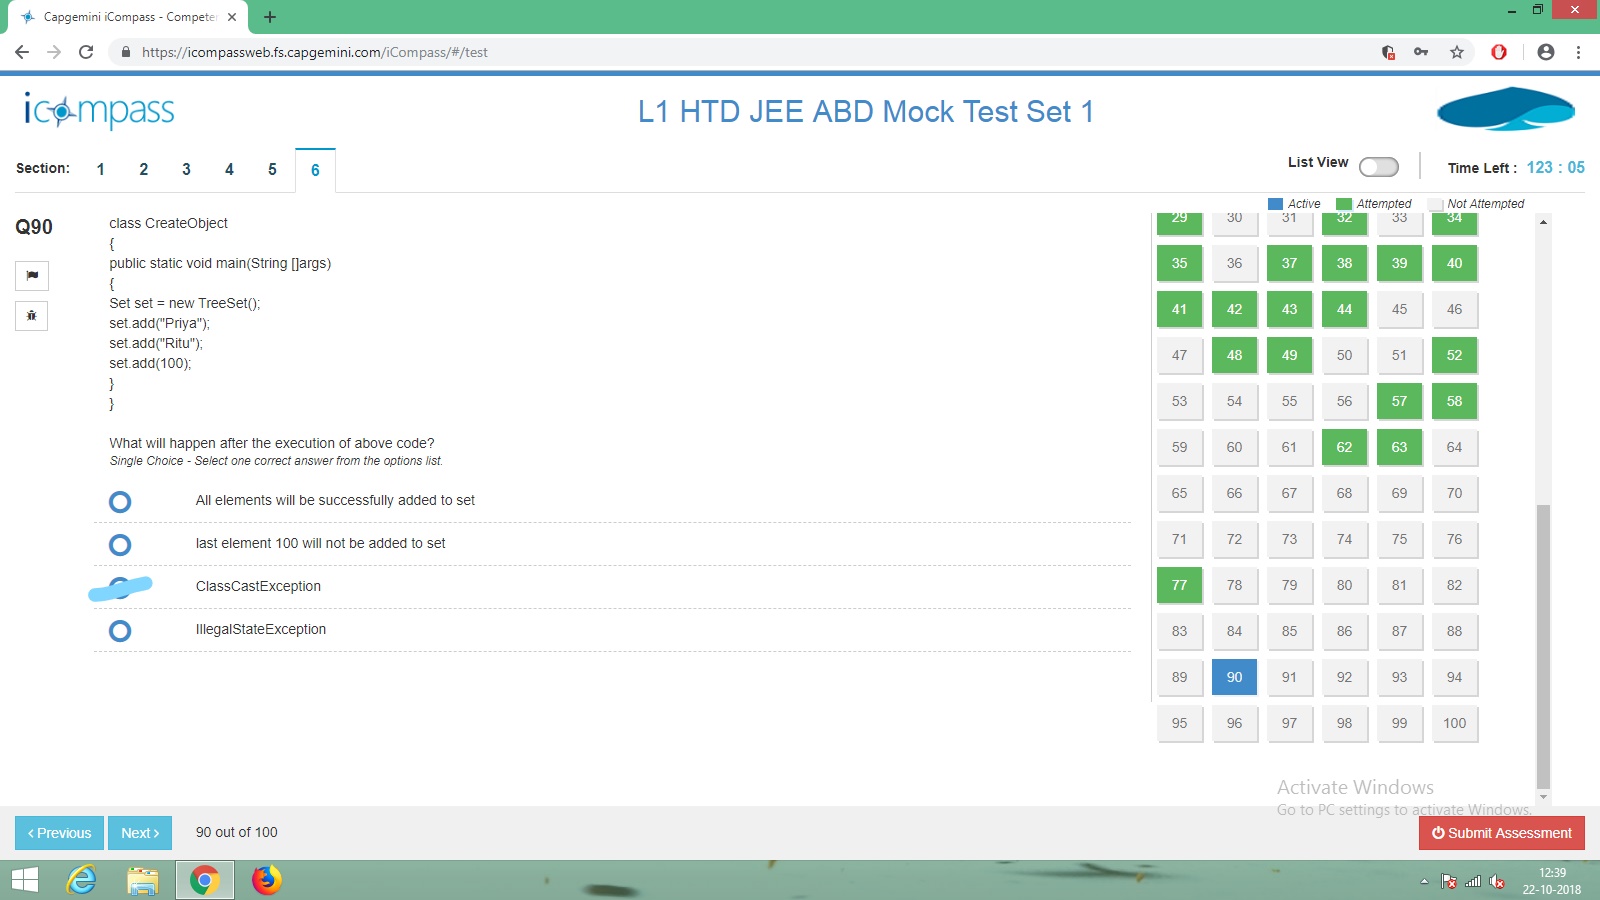 Capgemini iCompass - Competen
https://icompassweb.fs.capgemini.com/iCompass/#/test
icompass
L1 HTD JEE ABD Mock Test Set 1
Section: 1 2 3 4 5 6
List View
Time Left : 123 : 05
Active Attempted Not Attempted
Q90
class CreateObject
{
public static void main(String []args)
{
Set set = new TreeSet();
set.add("Priya");
set.add("Ritu");
set.add(100);
}
}
What will happen after the execution of above code?
Single Choice - Select one correct answer from the options list.
All elements will be successfully added to set
last element 100 will not be added to set
ClassCastException
IllegalStateException
29 30 31 32 33 34
35 36 37 38 39 40
41 42 43 44 45 46
47 48 49 50 51 52
53 54 55 56 57 58
59 60 61 62 63 64
65 66 67 68 69 70
71 72 73 74 75 76
77 78 79 80 81 82
83 84 85 86 87 88
89 90 91 92 93 94
95 96 97 98 99 100
Activate Windows
Go to PC settings to activate Windows.
Previous Next 90 out of 100
Submit Assessment
12:39
22-10-2018